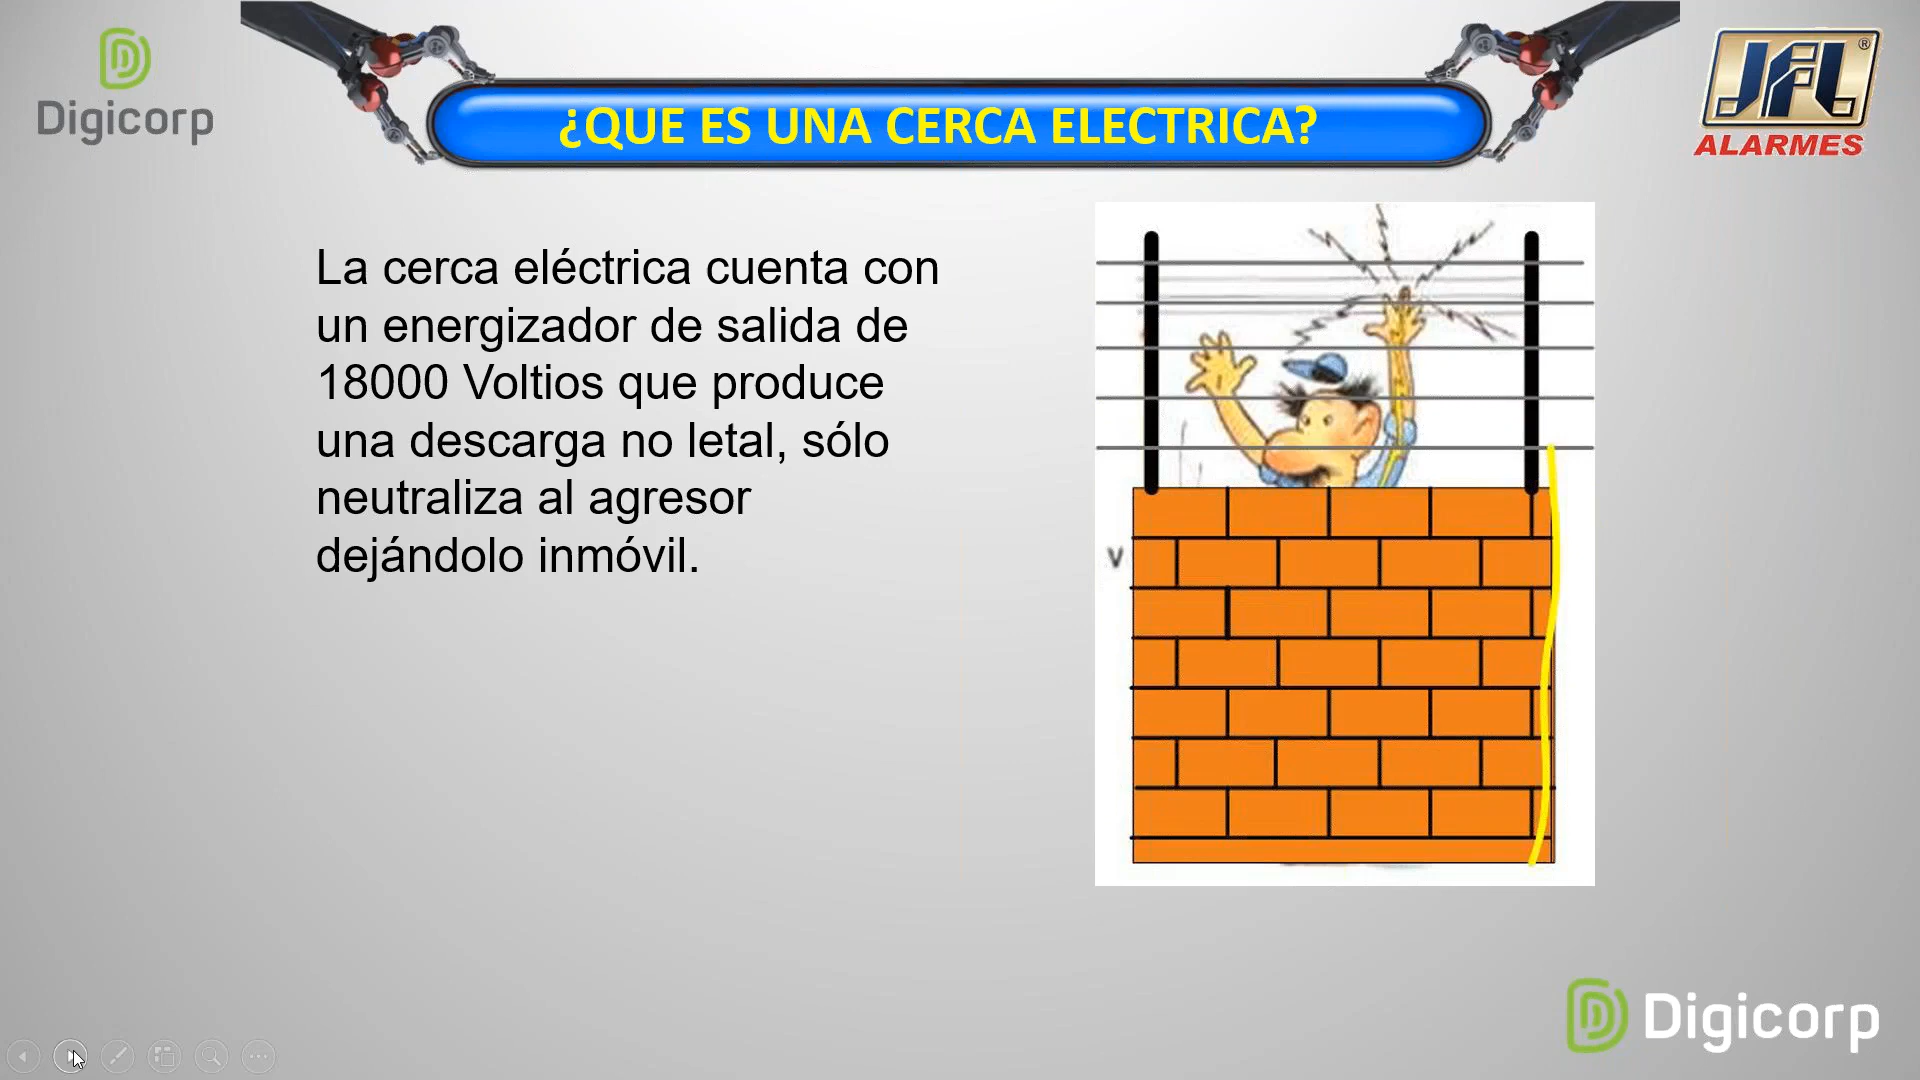 Digicorp
¿QUE ES UNA CERCA ELECTRICA?
JFL®
ALARMES
La cerca eléctrica cuenta con
un energizador de salida de
18000 Voltios que produce
una descarga no letal, sólo
neutraliza al agresor
dejándolo inmóvil.
V
Digicorp